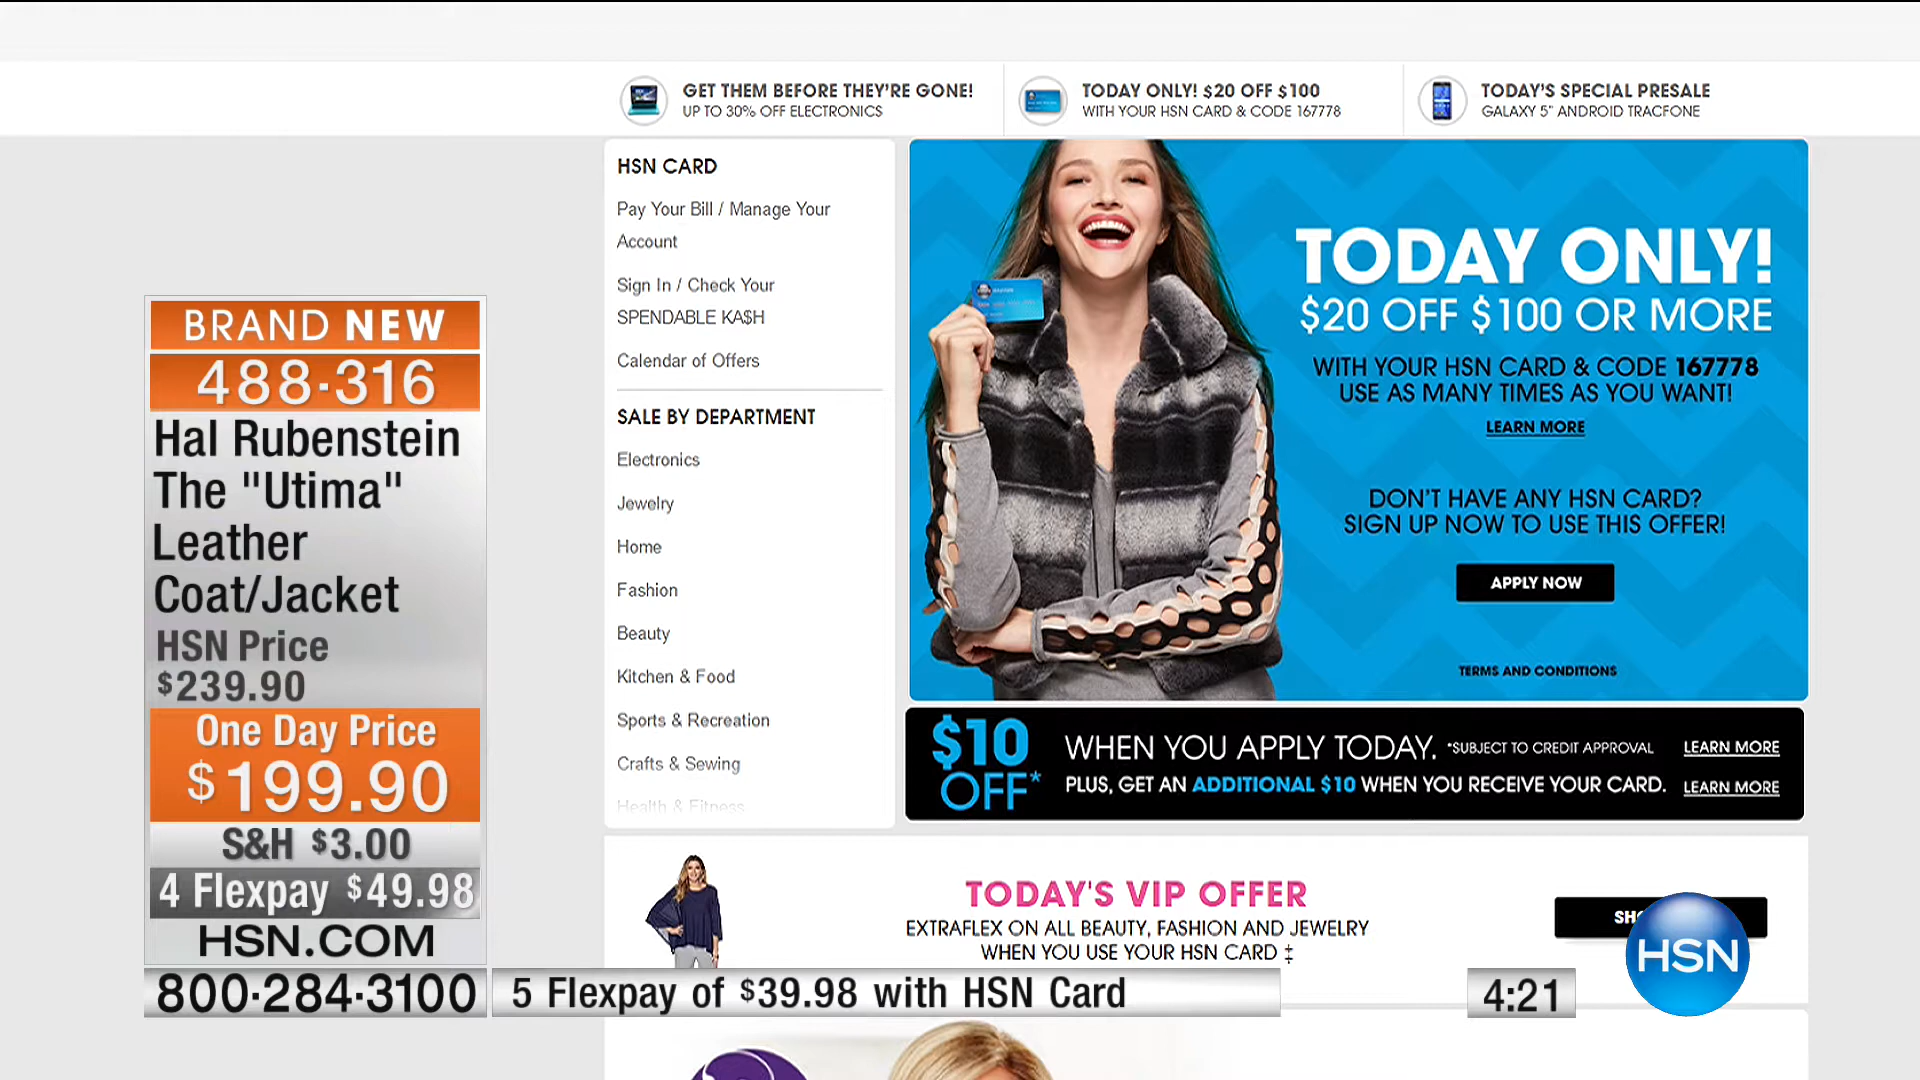 GET THEM BEFORE THEY'RE GONE!
UP TO 30% OFF ELECTRONICS
TODAY ONLY! $20 OFF $100
WITH YOUR HSN CARD & CODE 167778
TODAY'S SPECIAL PRESALE
GALAXY 5" ANDROID TRACFONE
HSN CARD
Pay Your Bill / Manage Your
Account
Sign In / Check Your
SPENDABLE KA$H
Calendar of Offers
SALE BY DEPARTMENT
Electronics
Jewelry
Home
Fashion
Beauty
Kitchen & Food
Sports & Recreation
Crafts & Sewing
Health & Fitness
TODAY ONLY!
$20 OFF $100 OR MORE
WITH YOUR HSN CARD & CODE 167778
USE AS MANY TIMES AS YOU WANT!
LEARN MORE
DON'T HAVE ANY HSN CARD?
SIGN UP NOW TO USE THIS OFFER!
APPLY NOW
TERMS AND CONDITIONS
$10
OFF*
WHEN YOU APPLY TODAY. *SUBJECT TO CREDIT APPROVAL LEARN MORE
PLUS, GET AN ADDITIONAL $10 WHEN YOU RECEIVE YOUR CARD. LEARN MORE
TODAY'S VIP OFFER
EXTRAFLEX ON ALL BEAUTY, FASHION AND JEWELRY
WHEN YOU USE YOUR HSN CARD ‡
BRAND NEW
488-316
Hal Rubenstein
The "Utima"
Leather
Coat/Jacket
HSN Price
$239.90
One Day Price
$199.90
S&H $3.00
4 Flexpay $49.98
HSN.COM
800-284-3100
5 Flexpay of $39.98 with HSN Card
4:21
HSN